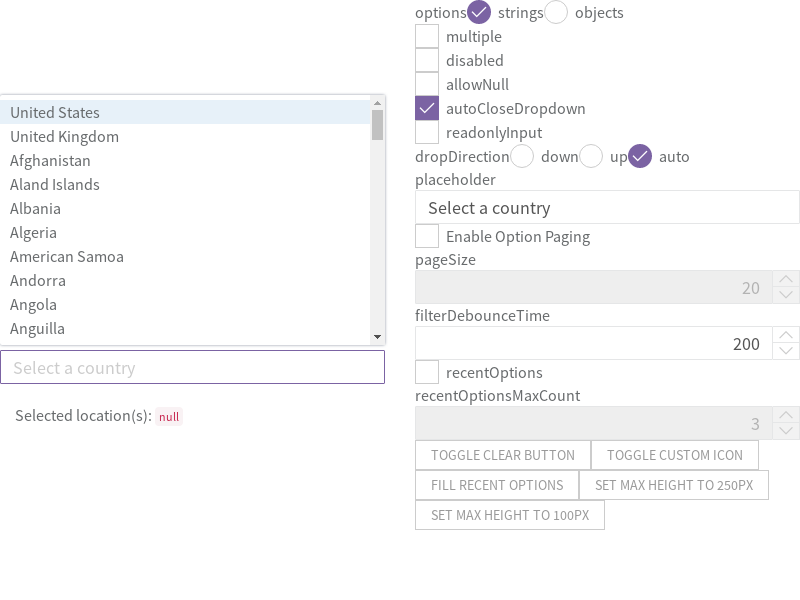 United States
United Kingdom
Afghanistan
Aland Islands
Albania
Algeria
American Samoa
Andorra
Angola
Anguilla
Select a country
Selected location(s): null
options strings objects
multiple
disabled
allowNull
autoCloseDropdown
readonlyInput
dropDirection down up auto
placeholder
Select a country
Enable Option Paging
pageSize
20
filterDebounceTime
200
recentOptions
recentOptionsMaxCount
3
TOGGLE CLEAR BUTTON TOGGLE CUSTOM ICON
FILL RECENT OPTIONS SET MAX HEIGHT TO 250PX
SET MAX HEIGHT TO 100PX